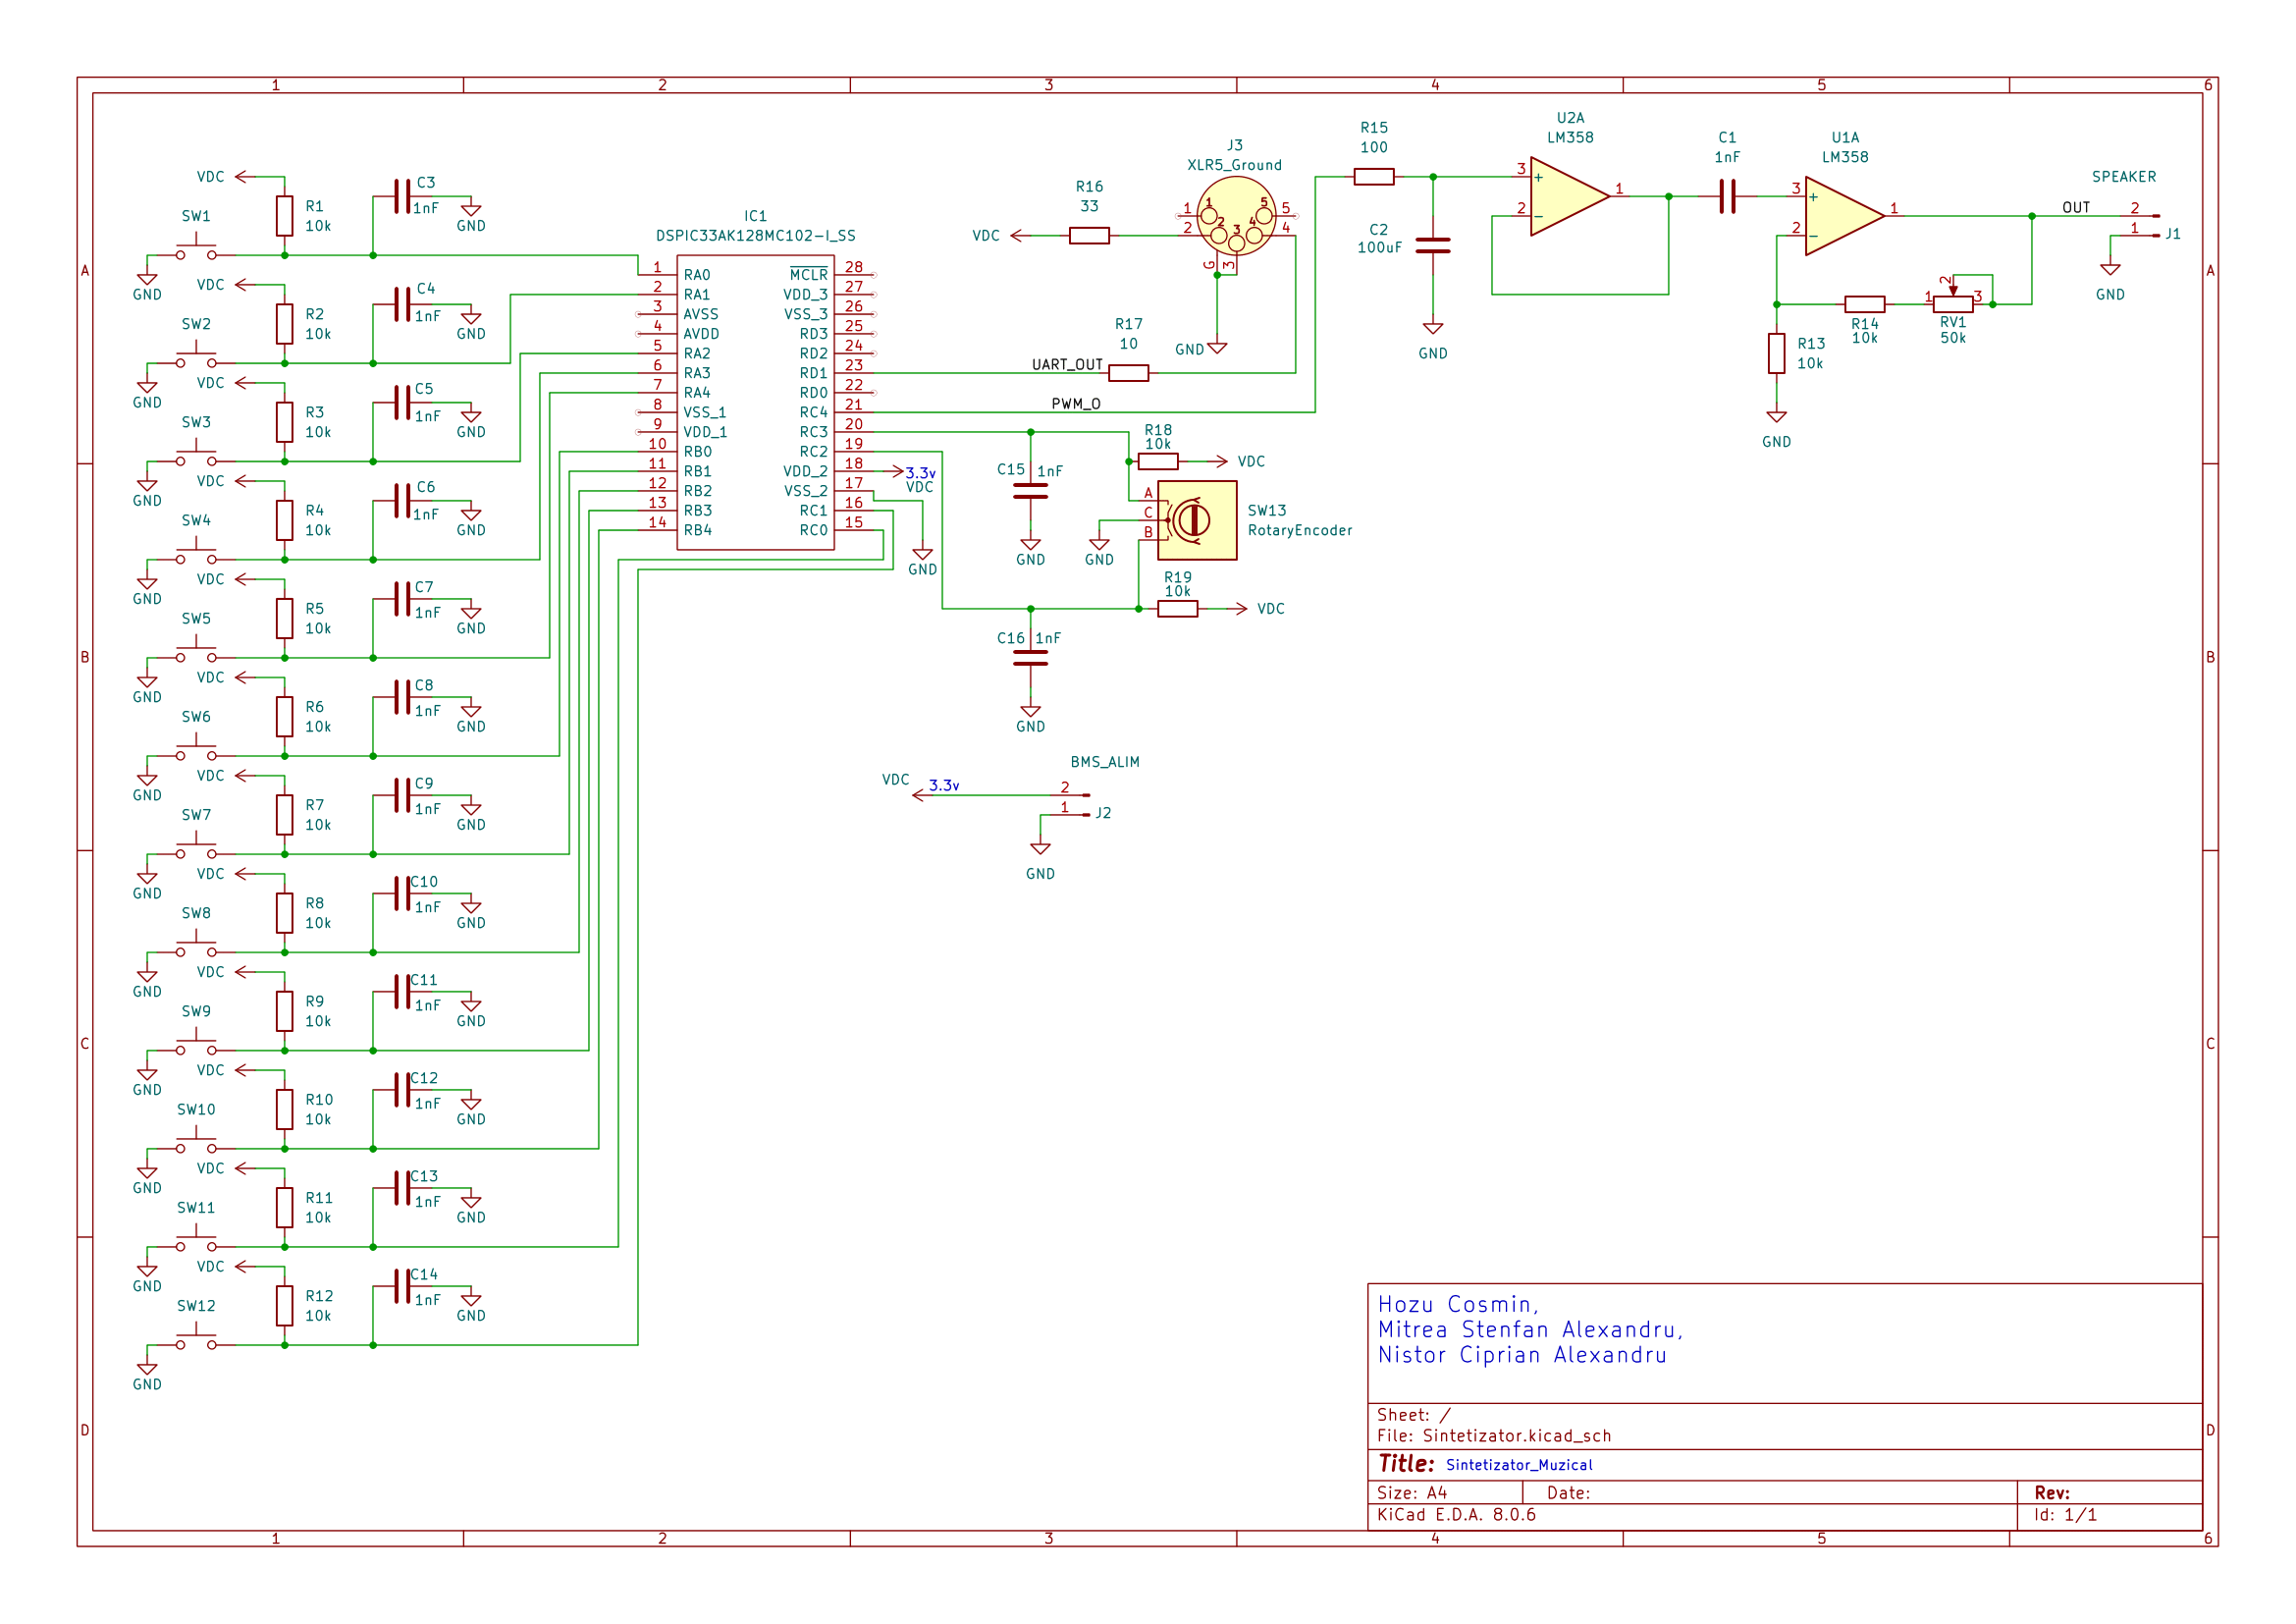 1 2 3 4 5 6
A A
B B
C C
D D
VDC
R1
10k
C3
1nF
GND
SW1
GND
VDC
R2
10k
C4
1nF
GND
SW2
GND
VDC
R3
10k
C5
1nF
GND
SW3
GND
VDC
R4
10k
C6
1nF
GND
SW4
GND
VDC
R5
10k
C7
1nF
GND
SW5
GND
VDC
R6
10k
C8
1nF
GND
SW6
GND
VDC
R7
10k
C9
1nF
GND
SW7
GND
VDC
R8
10k
C10
1nF
GND
SW8
GND
VDC
R9
10k
C11
1nF
GND
SW9
GND
VDC
R10
10k
C12
1nF
GND
SW10
GND
VDC
R11
10k
C13
1nF
GND
SW11
GND
VDC
R12
10k
C14
1nF
GND
SW12
GND
IC1
DSPIC33AK128MC102-I_SS
1 RA0 MCLR 28
2 RA1 VDD_3 27
3 AVSS VSS_3 26
4 AVDD RD3 25
5 RA2 RD2 24
6 RA3 RD1 23
7 RA4 RD0 22
8 VSS_1 RC4 21
9 VDD_1 RC3 20
10 RB0 RC2 19
11 RB1 VDD_2 18
12 RB2 VSS_2 17
13 RB3 RC1 16
14 RB4 RC0 15
3.3v
VDC
GND
J3
XLR5_Ground
1 1 5 5
2 2 3 4 4
G 3
GND
R16
33
VDC
R17
10
UART_OUT
PWM_O
R18
10k
VDC
C15 1nF
GND
A
C
B
GND
SW13
RotaryEncoder
R19
10k
VDC
C16 1nF
GND
BMS_ALIM
VDC 3.3v 2
1 J2
GND
R15
100
C2
100uF
GND
U2A
LM358
3 + 1
2 −
C1
1nF
U1A
LM358
3 + 1
2 −
R13
10k
GND
R14
10k
1 2 3
RV1
50k
OUT
SPEAKER
2
1 J1
GND
Hozu Cosmin,
Mitrea Stenfan Alexandru,
Nistor Ciprian Alexandru
Sheet: /
File: Sintetizator.kicad_sch
Title: Sintetizator_Muzical
Size: A4 Date: Rev:
KiCad E.D.A. 8.0.6 Id: 1/1
1 2 3 4 5 6